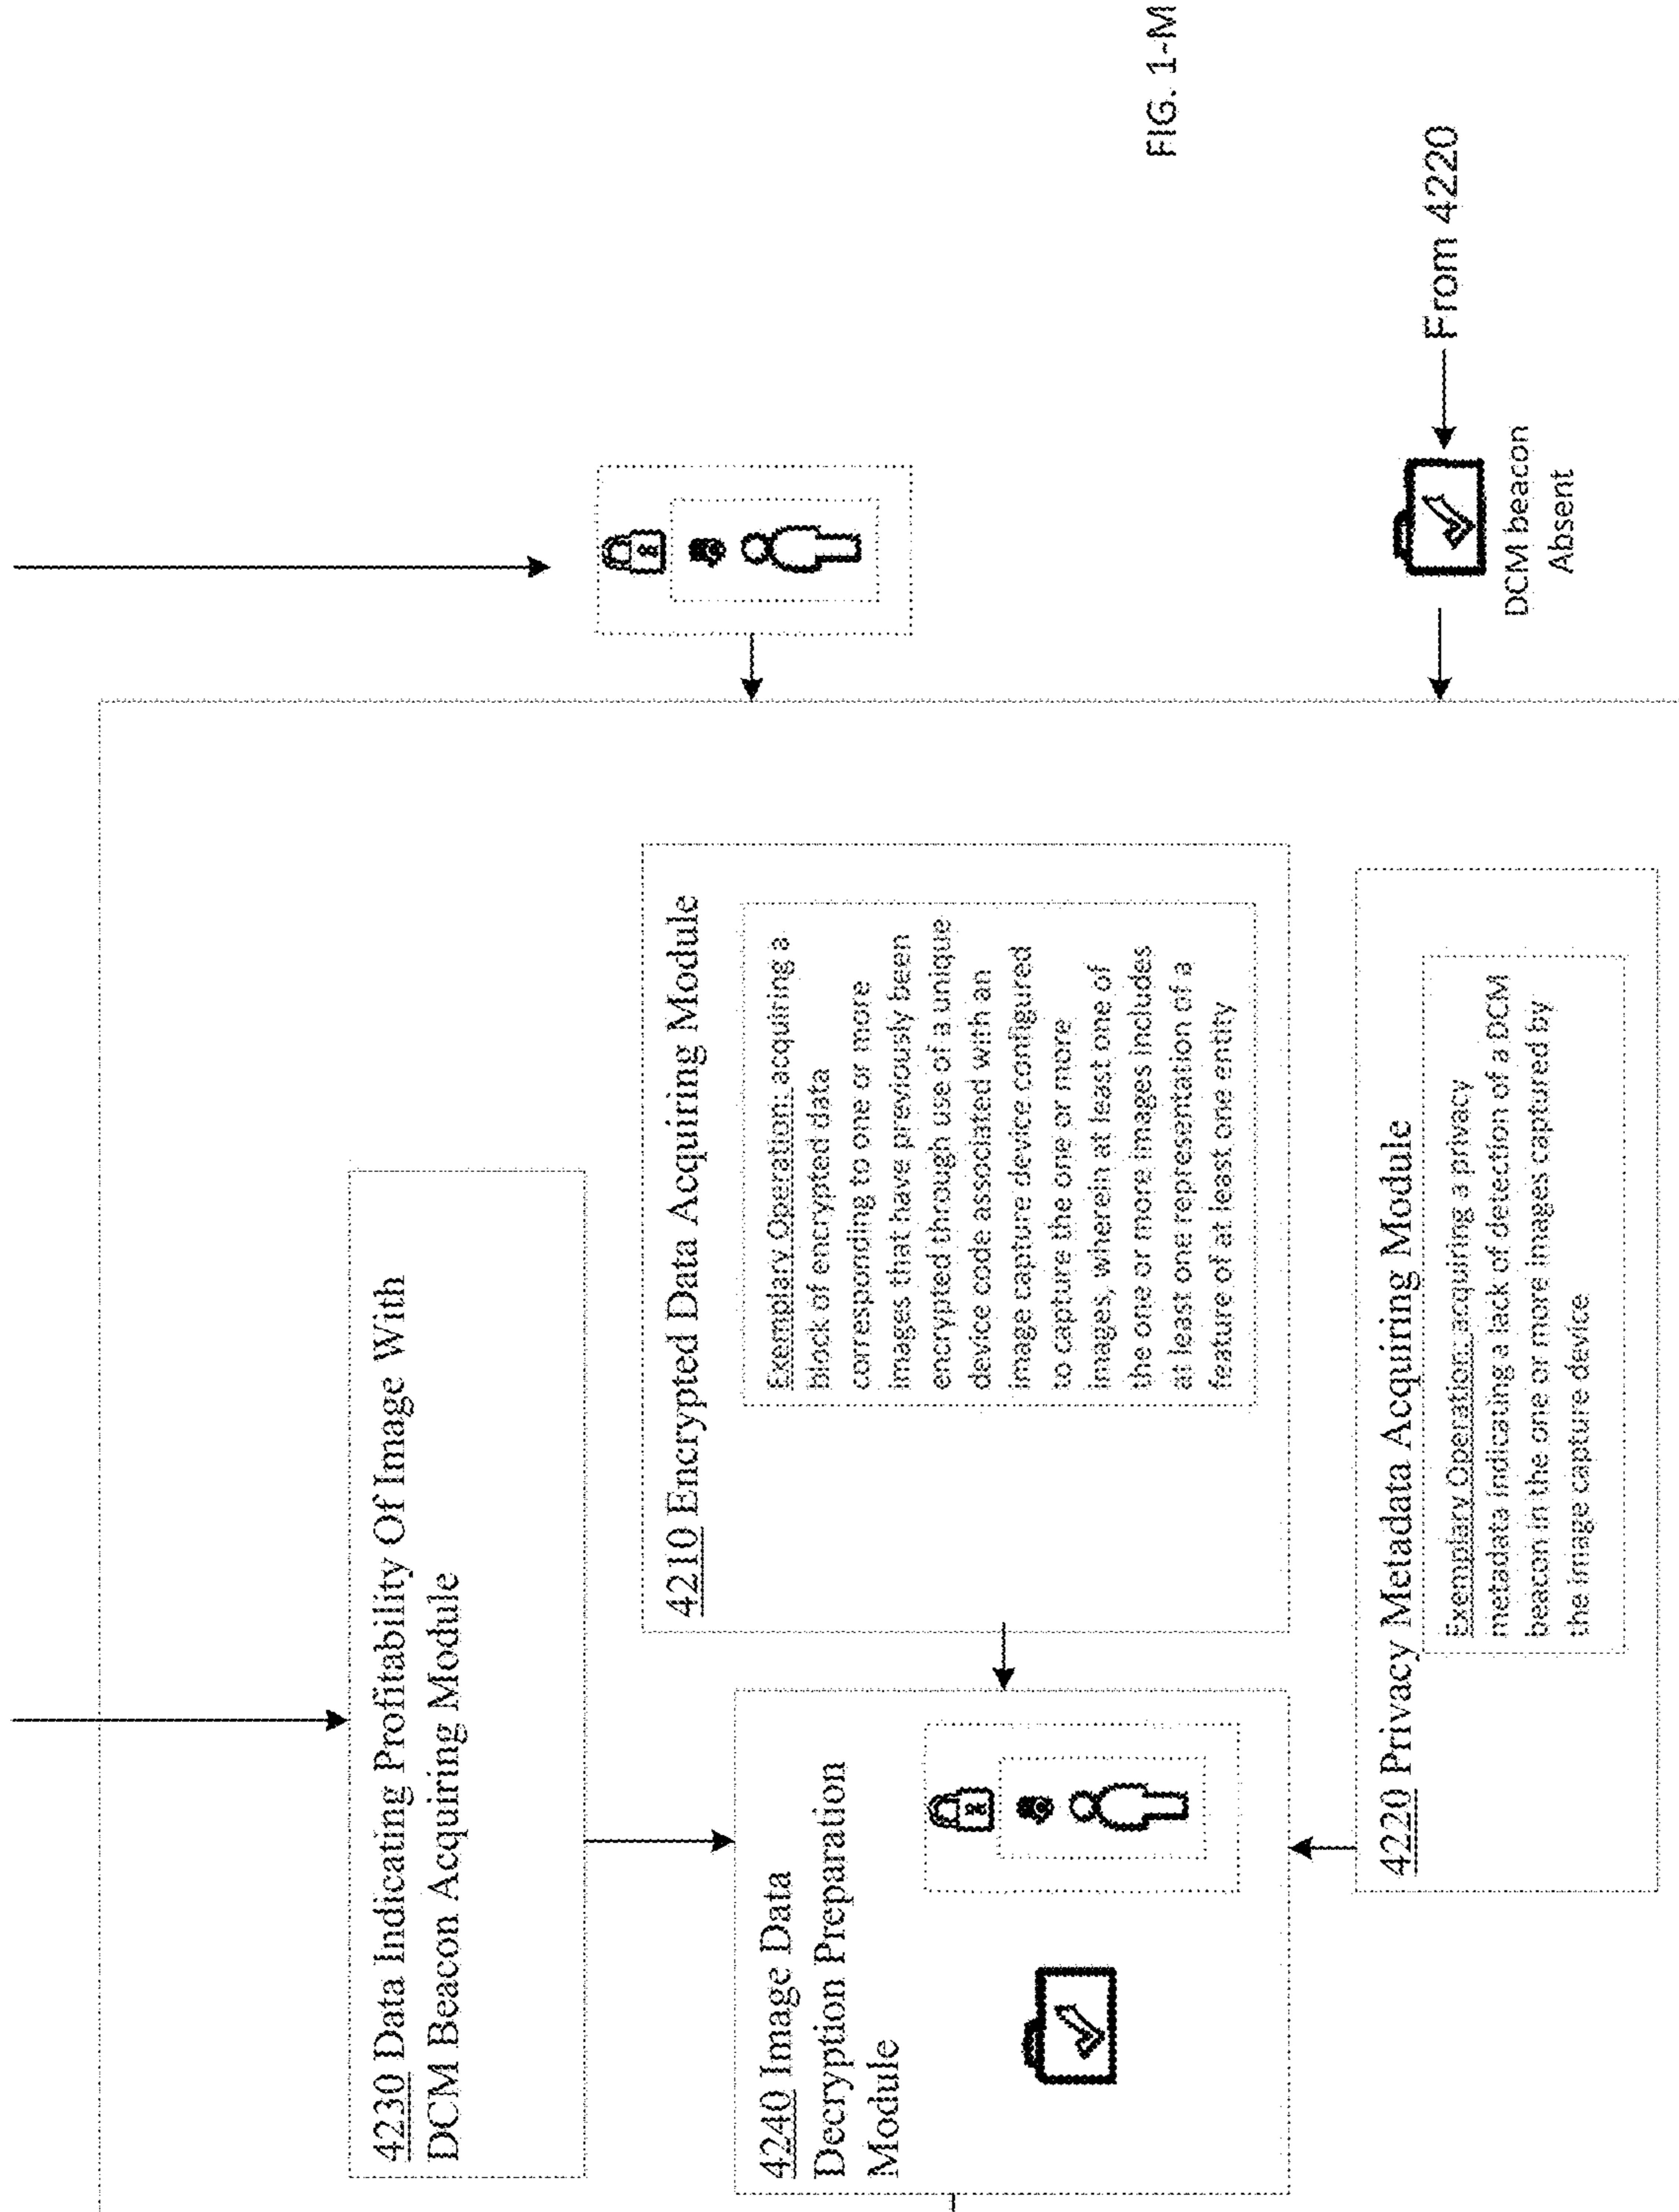 4230 Data Indicating Profitability Of Image With
DCM Beacon Acquiring Module
4240 Image Data
Decryption Preparation
Module
4210 Encrypted Data Acquiring Module
Exemplary Operation: acquiring a
block of encrypted data
corresponding to one or more
images that have previously been
encrypted through use of a unique
device code associated with an
image capture device configured
to capture the one or more
images, wherein at least one of
the one or more images includes
at least one representation of a
feature of at least one entity
4220 Privacy Metadata Acquiring Module
Exemplary Operation: acquiring a privacy
metadata indicating a lack of detection of a DCM
beacon in the one or more images captured by
the image capture device
DCM beacon
Absent
From 4220
FIG. 1-M